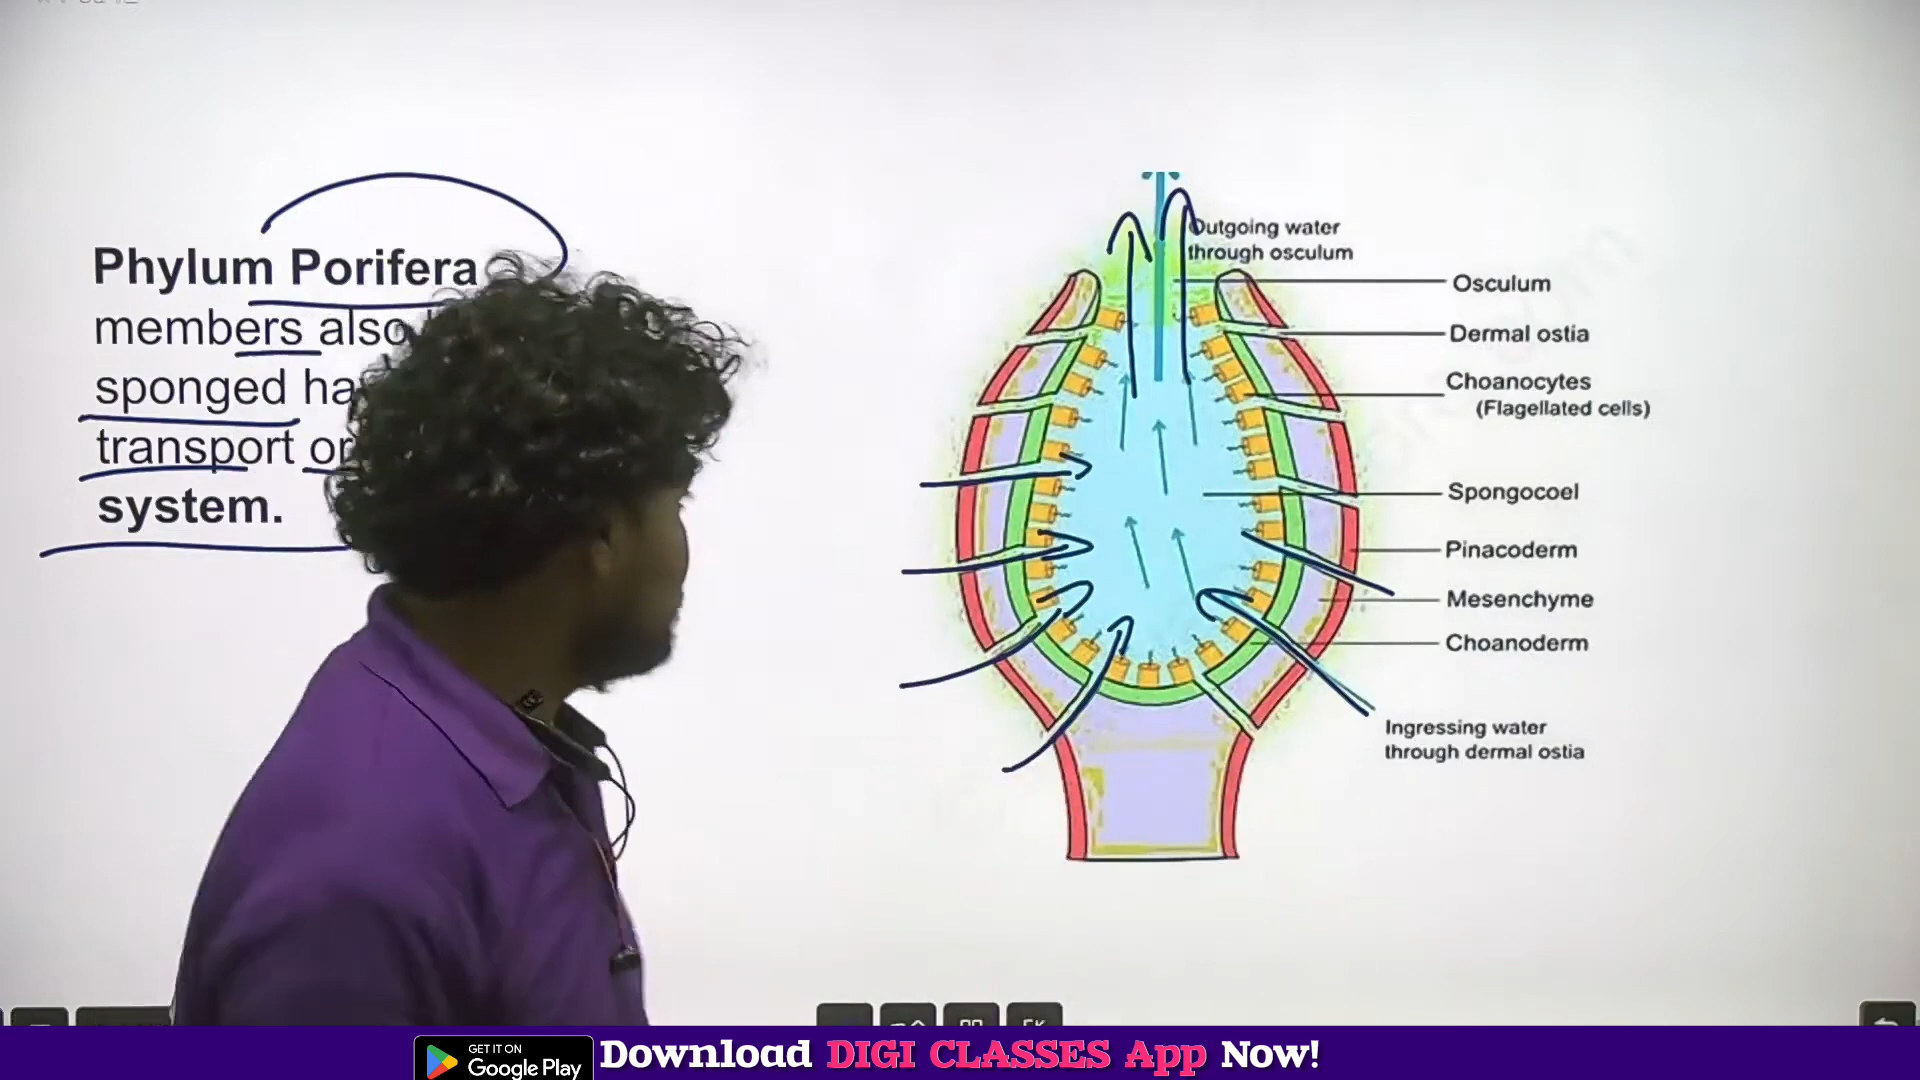 Phylum Porifera
members also
sponged ha
transport or
system.
Outgoing water
through osculum
Osculum
Dermal ostia
Choanocytes
(Flagellated cells)
Spongocoel
Pinacoderm
Mesenchyme
Choanoderm
Ingressing water
through dermal ostia
GET IT ON
Google Play
Download DIGI CLASSES App Now!